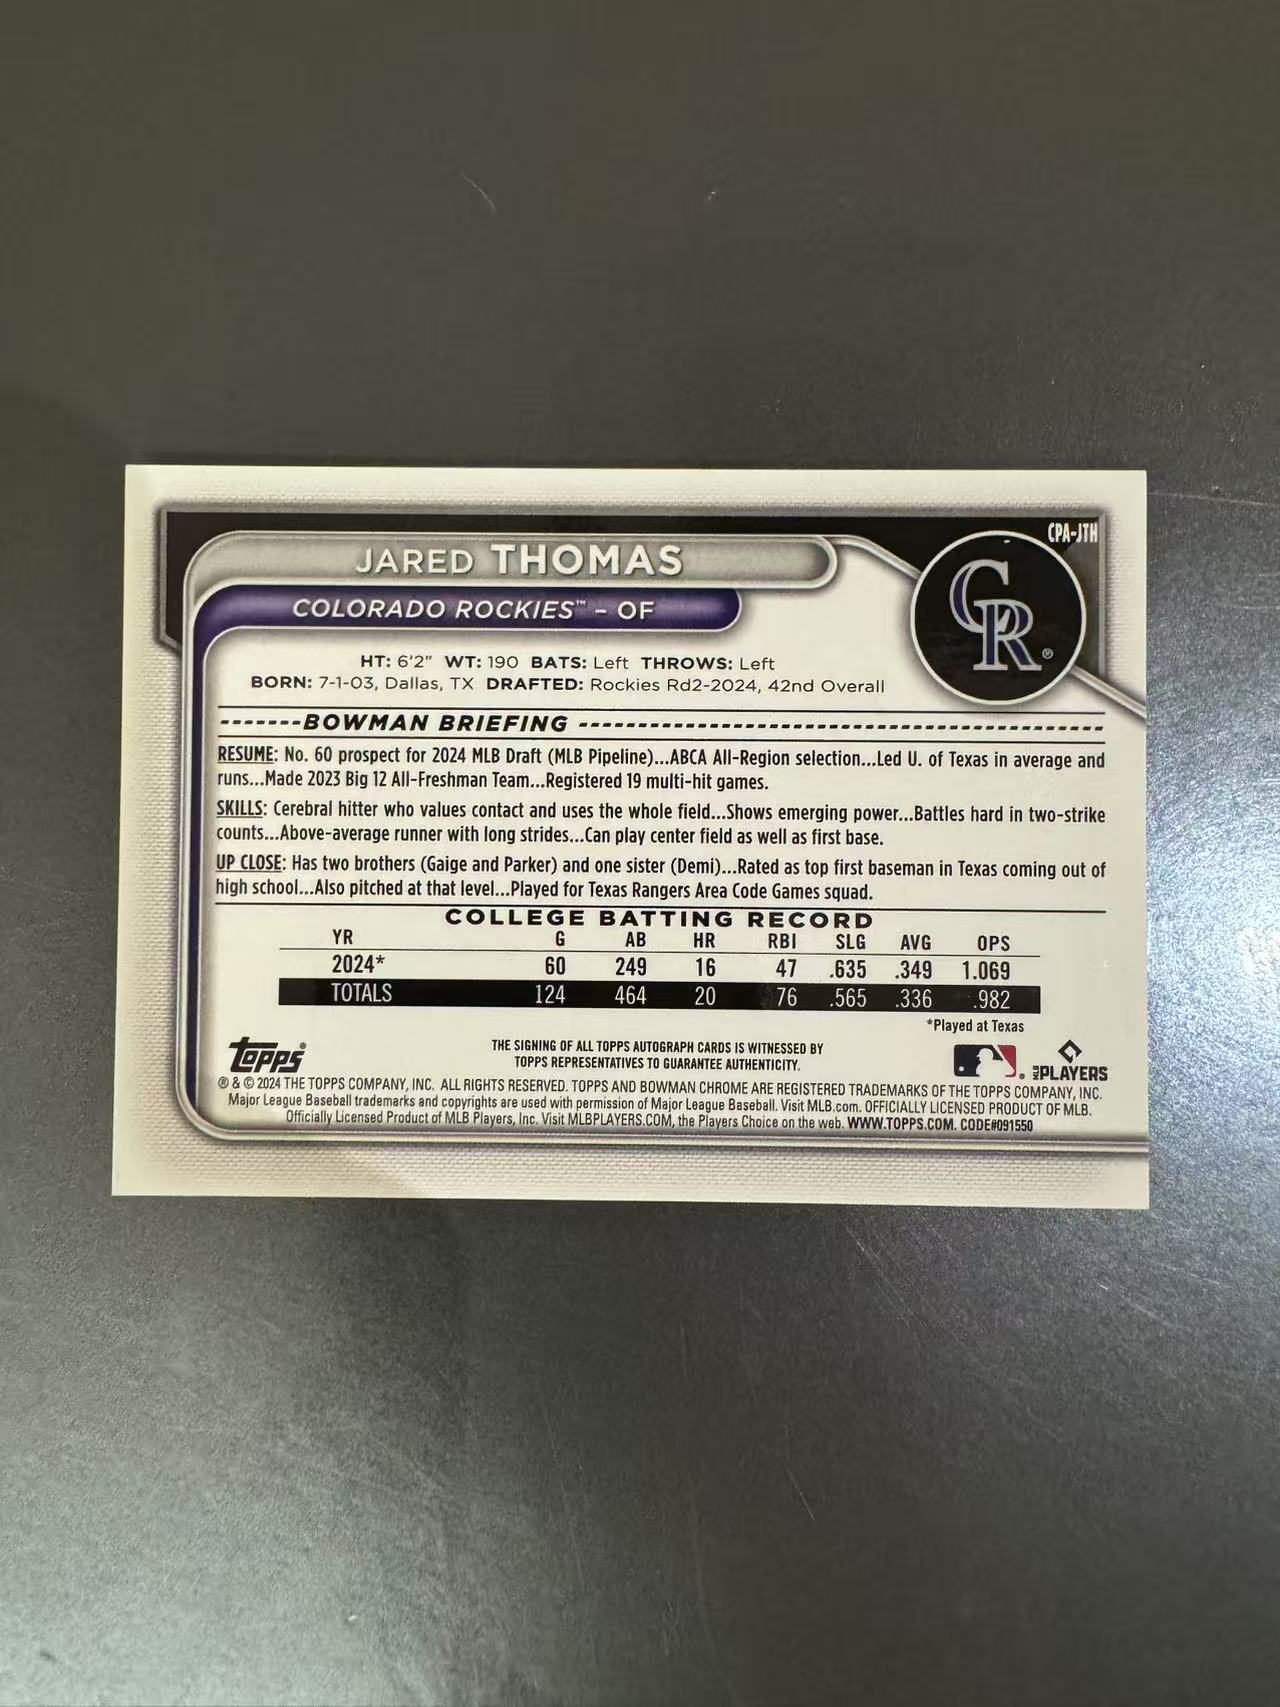 CPA-JTH
JARED THOMAS
COLORADO ROCKIES™ – OF
CR®
HT: 6'2" WT: 190 BATS: Left THROWS: Left
BORN: 7-1-03, Dallas, TX DRAFTED: Rockies Rd2-2024, 42nd Overall
BOWMAN BRIEFING
RESUME: No. 60 prospect for 2024 MLB Draft (MLB Pipeline)...ABCA All-Region selection...Led U. of Texas in average and
runs...Made 2023 Big 12 All-Freshman Team...Registered 19 multi-hit games.
SKILLS: Cerebral hitter who values contact and uses the whole field...Shows emerging power...Battles hard in two-strike
counts...Above-average runner with long strides...Can play center field as well as first base.
UP CLOSE: Has two brothers (Gaige and Parker) and one sister (Demi)...Rated as top first baseman in Texas coming out of
high school...Also pitched at that level...Played for Texas Rangers Area Code Games squad.
COLLEGE BATTING RECORD
YR G AB HR RBI SLG AVG OPS
2024* 60 249 16 47 .635 .349 1.069
TOTALS 124 464 20 76 .565 .336 .982
*Played at Texas
Topps®
THE SIGNING OF ALL TOPPS AUTOGRAPH CARDS IS WITNESSED BY
TOPPS REPRESENTATIVES TO GUARANTEE AUTHENTICITY.
MLB PLAYERS
® & © 2024 THE TOPPS COMPANY, INC. ALL RIGHTS RESERVED. TOPPS AND BOWMAN CHROME ARE REGISTERED TRADEMARKS OF THE TOPPS COMPANY, INC.
Major League Baseball trademarks and copyrights are used with permission of Major League Baseball. Visit MLB.com. OFFICIALLY LICENSED PRODUCT OF MLB.
Officially Licensed Product of MLB Players, Inc. Visit MLBPLAYERS.COM, the Players Choice on the web. WWW.TOPPS.COM. CODE#091550